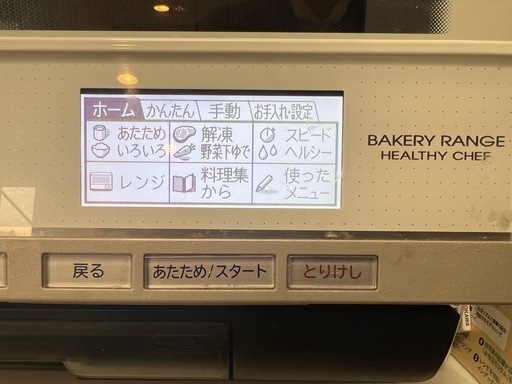 ホーム かんたん 手動 お手入れ・設定
あたため
いろいろ
解凍
野菜下ゆで
スピード
ヘルシー
レンジ
料理集
から
使った
メニュー
BAKERY RANGE
HEALTHY CHEF
戻る
あたため/スタート
とりけし